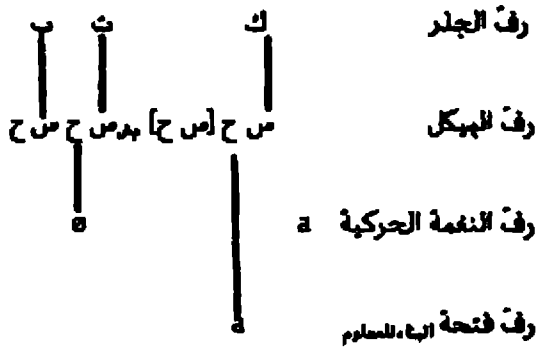 رفّ الجذر ك ت ب
رفّ الهيكل س ح [س ح] س ح س ح
رفّ النغمة الحركية a ø
رفّ فتحة البناء للمعلوم a